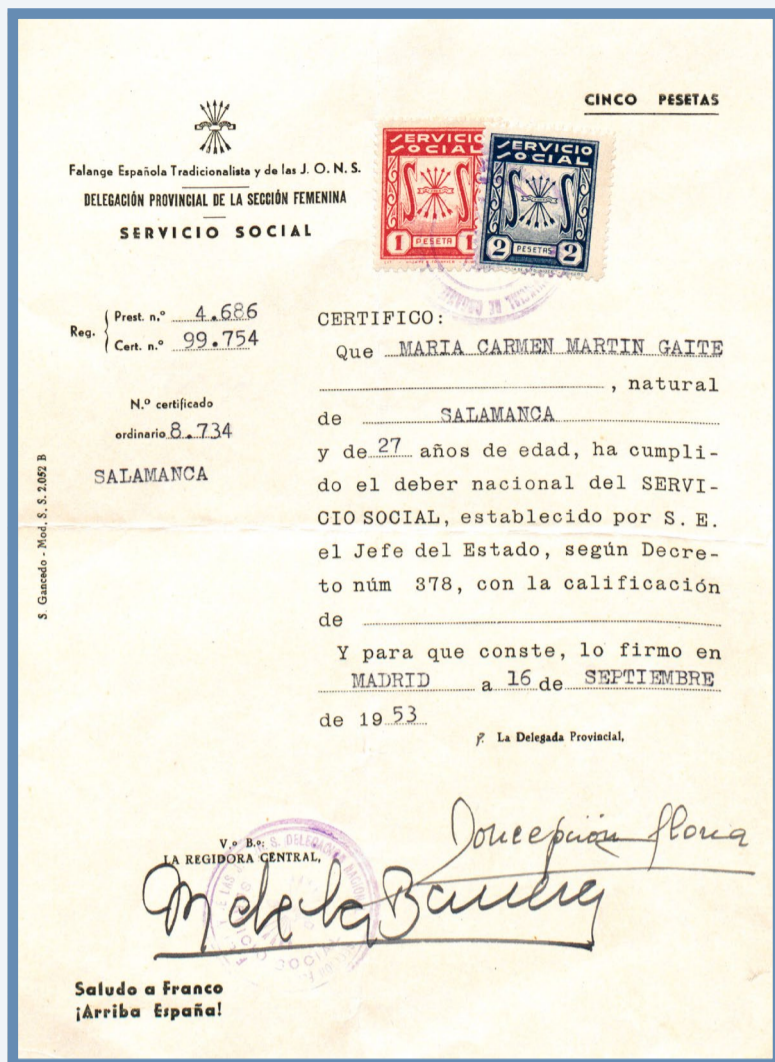 CINCO PESETAS
Falange Española Tradicionalista y de las J. O. N. S.
DELEGACIÓN PROVINCIAL DE LA SECCIÓN FEMENINA
SERVICIO SOCIAL
SERVICIO
SOCIAL
1 PESETA 1
SERVICIO
SOCIAL
2 PESETAS 2
Reg.
Prest. n.º 4.686
Cert. n.º 99.754
N.º certificado
ordinario 8.734
SALAMANCA
S. Gancedo - Mod. S. S. 2.052 B
CERTIFICO:
Que MARIA CARMEN MARTIN GAITE
, natural
de SALAMANCA
y de 27 años de edad, ha cumpli-
do el deber nacional del SERVI-
CIO SOCIAL, establecido por S. E.
el Jefe del Estado, según Decre-
to núm 378, con la calificación
de
Y para que conste, lo firmo en
MADRID a 16 de SEPTIEMBRE
de 19 53
P. La Delegada Provincial,
Concepción
V.º B.º:
LA REGIDORA CENTRAL,
M de la Barrera
Saludo a Franco
¡Arriba España!